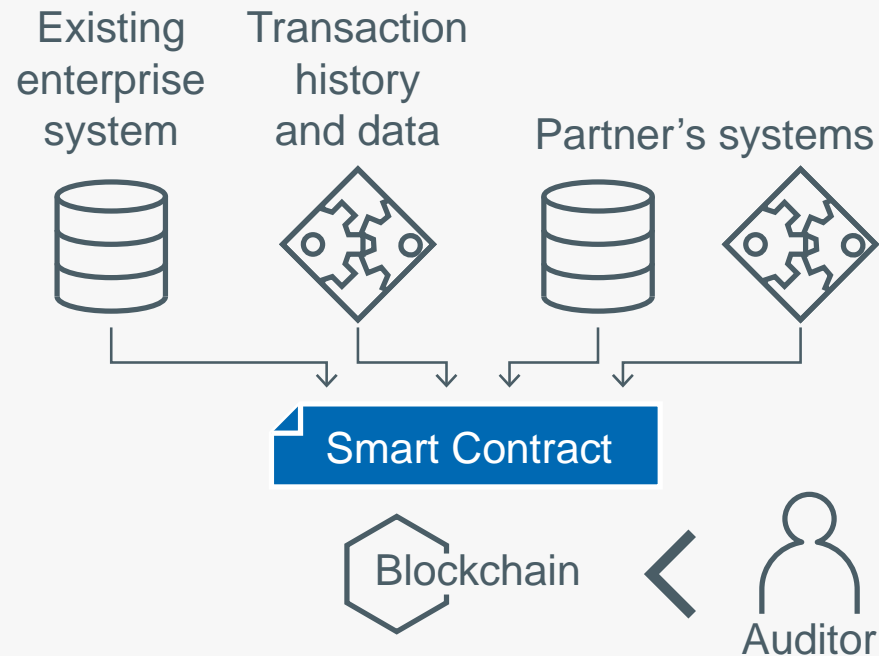 Existing
enterprise
system
Transaction
history
and data
Partner’s systems
Smart Contract
Blockchain
Auditor